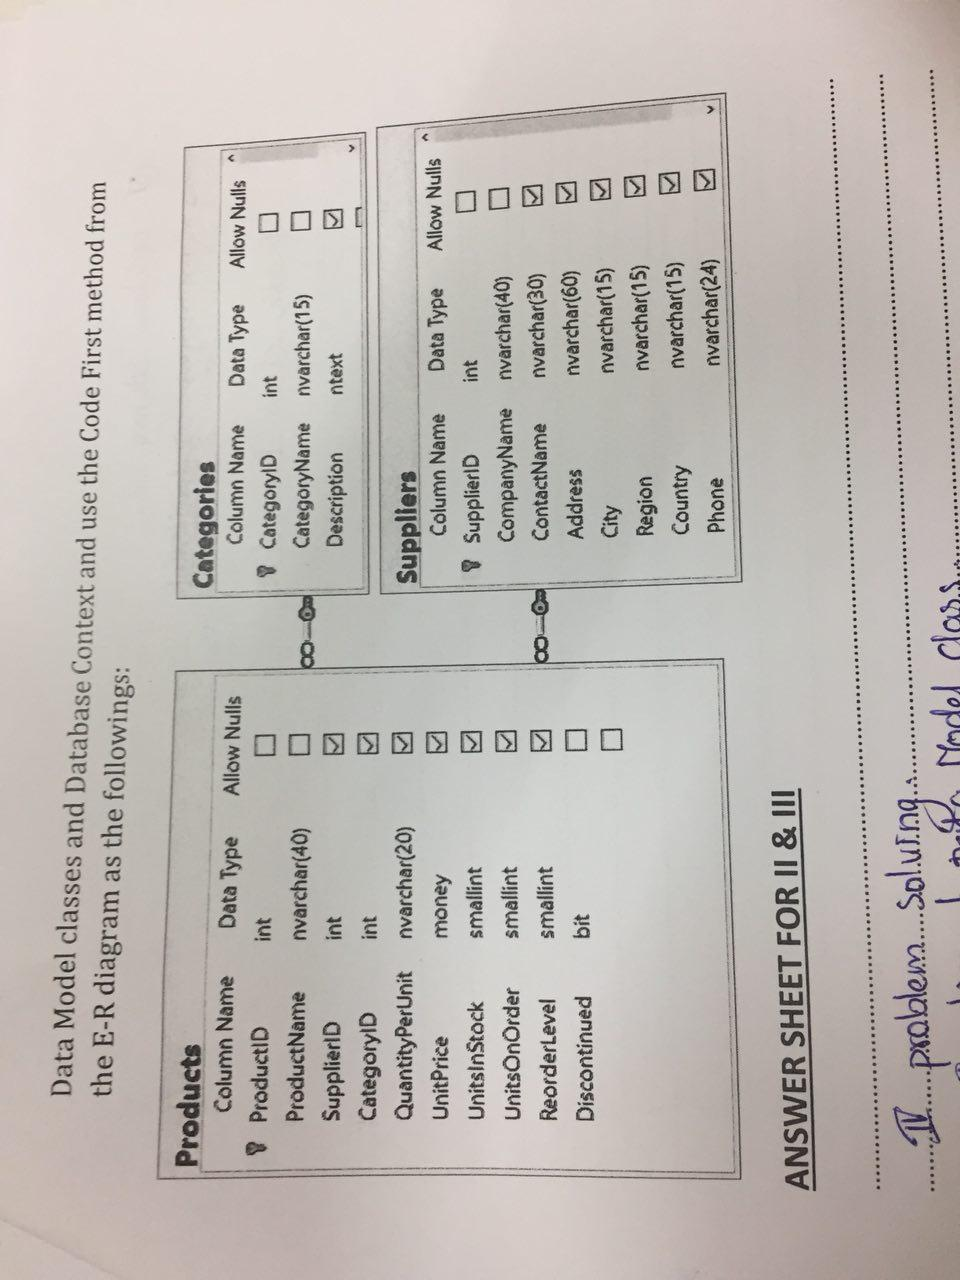 Data Model classes and Database Context and use the Code First method from
the E-R diagram as the followings:
Products
Column Name Data Type Allow Nulls
ProductID int
ProductName nvarchar(40)
SupplierID int
CategoryID int
QuantityPerUnit nvarchar(20)
UnitPrice money
UnitsInStock smallint
UnitsOnOrder smallint
ReorderLevel smallint
Discontinued bit
Categories
Column Name Data Type Allow Nulls
CategoryID int
CategoryName nvarchar(15)
Description ntext
Suppliers
Column Name Data Type Allow Nulls
SupplierID int
CompanyName nvarchar(40)
ContactName nvarchar(30)
Address nvarchar(60)
City nvarchar(15)
Region nvarchar(15)
Country nvarchar(15)
Phone nvarchar(24)
ANSWER SHEET FOR II & III
IV problem solving
Model class